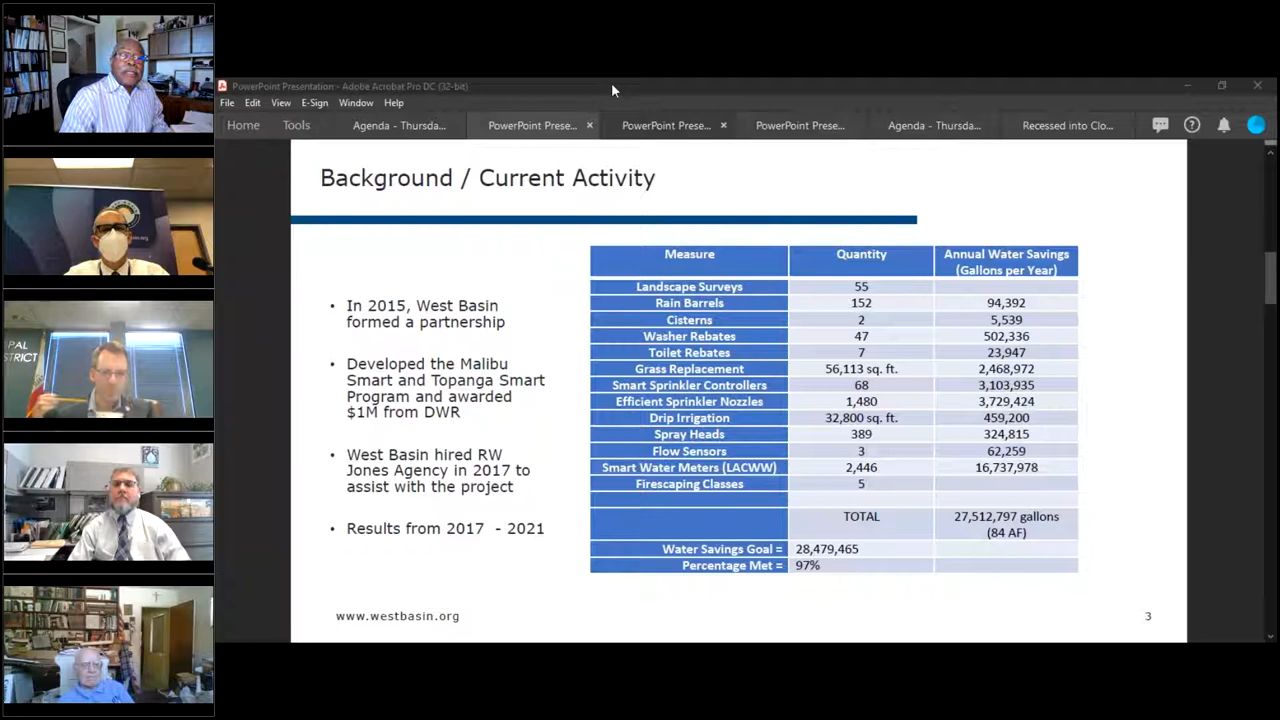 PowerPoint Presentation - Adobe Acrobat Pro DC (32-bit)
File Edit View E-Sign Window Help
Home Tools Agenda - Thursda... PowerPoint Prese... × PowerPoint Prese... × PowerPoint Prese... Agenda - Thursda... Recessed into Clo...
Background / Current Activity
• In 2015, West Basin
formed a partnership
• Developed the Malibu
Smart and Topanga Smart
Program and awarded
$1M from DWR
• West Basin hired RW
Jones Agency in 2017 to
assist with the project
• Results from 2017 - 2021
Measure Quantity Annual Water Savings
(Gallons per Year)
Landscape Surveys 55
Rain Barrels 152 94,392
Cisterns 2 5,539
Washer Rebates 47 502,336
Toilet Rebates 7 23,947
Grass Replacement 56,113 sq. ft. 2,468,972
Smart Sprinkler Controllers 68 3,103,935
Efficient Sprinkler Nozzles 1,480 3,729,424
Drip Irrigation 32,800 sq. ft. 459,200
Spray Heads 389 324,815
Flow Sensors 3 62,259
Smart Water Meters (LACWW) 2,446 16,737,978
Firescaping Classes 5
TOTAL 27,512,797 gallons
(84 AF)
Water Savings Goal = 28,479,465
Percentage Met = 97%
www.westbasin.org 3
PAL
STRICT